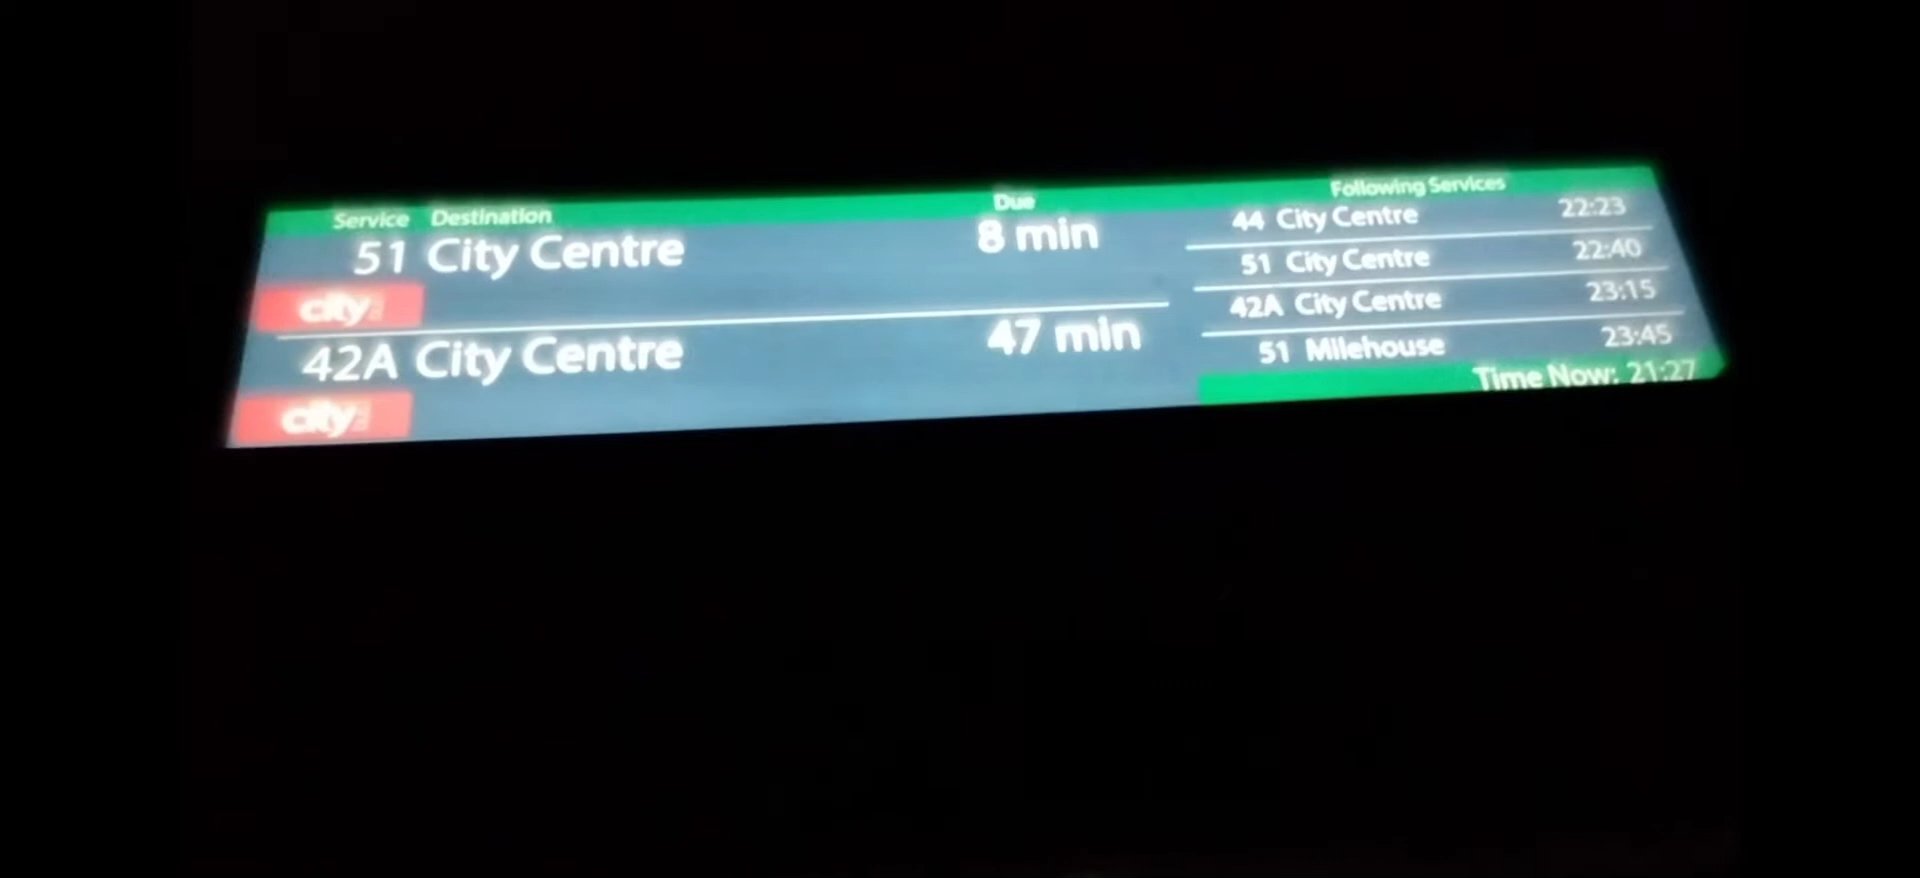 Service Destination Due
51 City Centre 8 min
city
42A City Centre 47 min
city
Following Services
44 City Centre 22:23
51 City Centre 22:40
42A City Centre 23:15
51 Milehouse 23:45
Time Now: 21:27